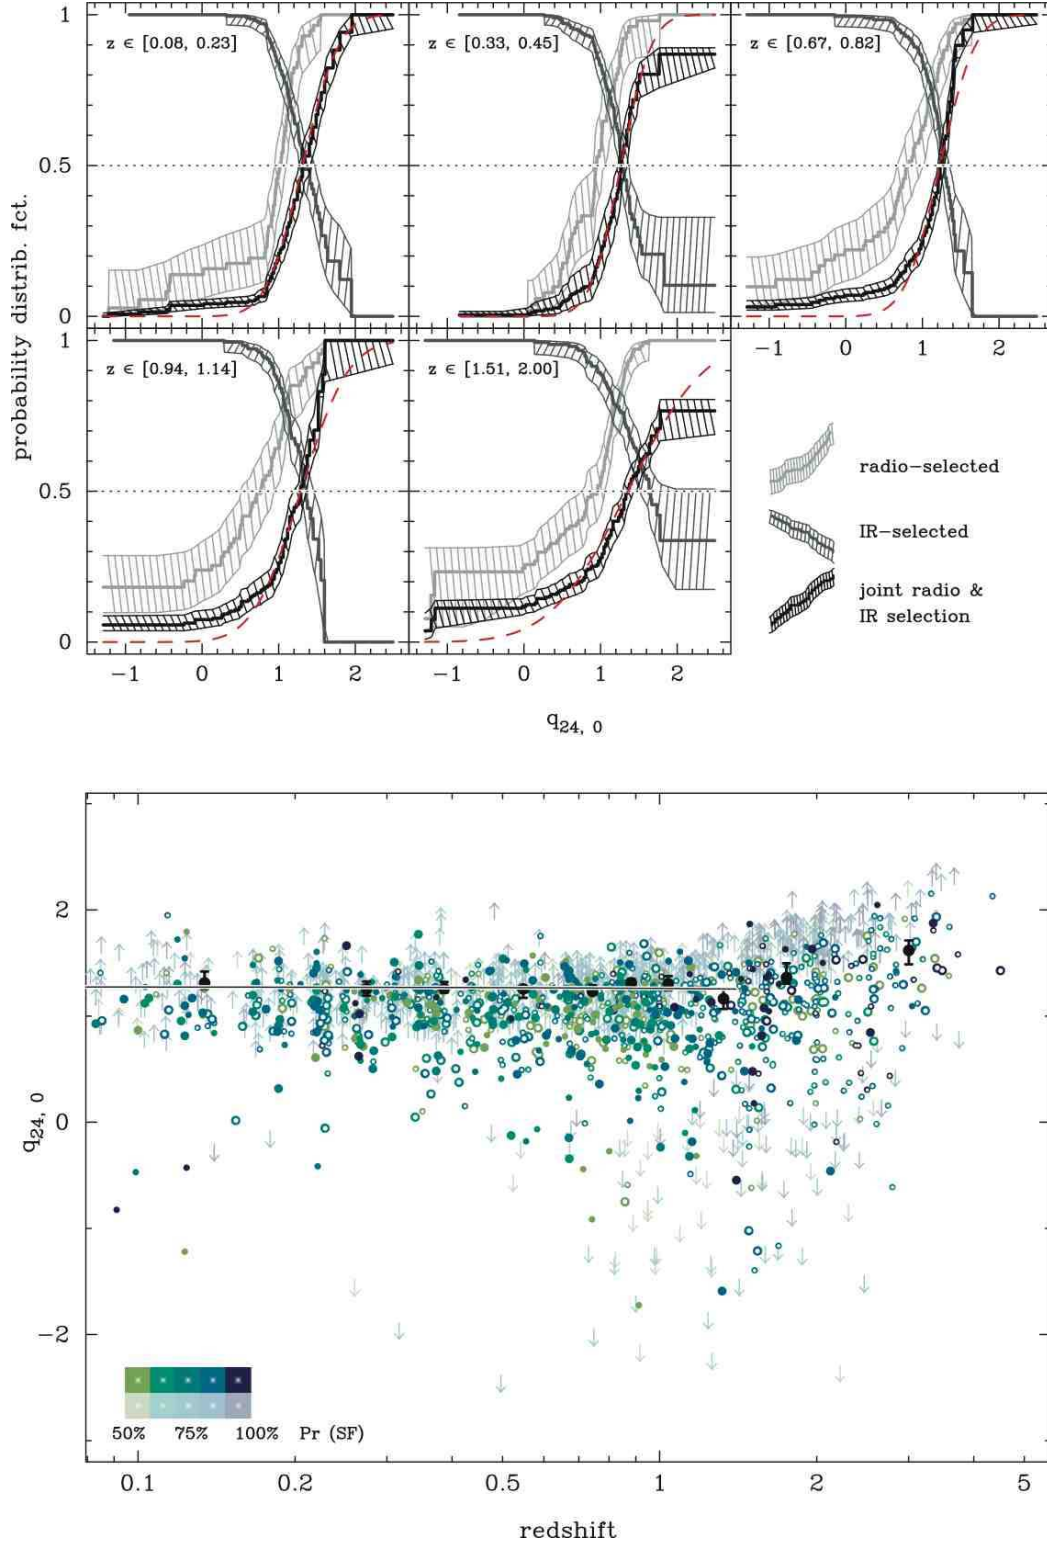 probability distrib. fct.
1
0.5
0
z ∈ [0.08, 0.23]
z ∈ [0.33, 0.45]
z ∈ [0.67, 0.82]
−1 0 1 2
1
0.5
0
z ∈ [0.94, 1.14]
z ∈ [1.51, 2.00]
−1 0 1 2
−1 0 1 2
q24, 0
radio−selected
IR−selected
joint radio &
IR selection
q24, 0
2
0
−2
50% 75% 100% Pr (SF)
0.1 0.2 0.5 1 2 5
redshift